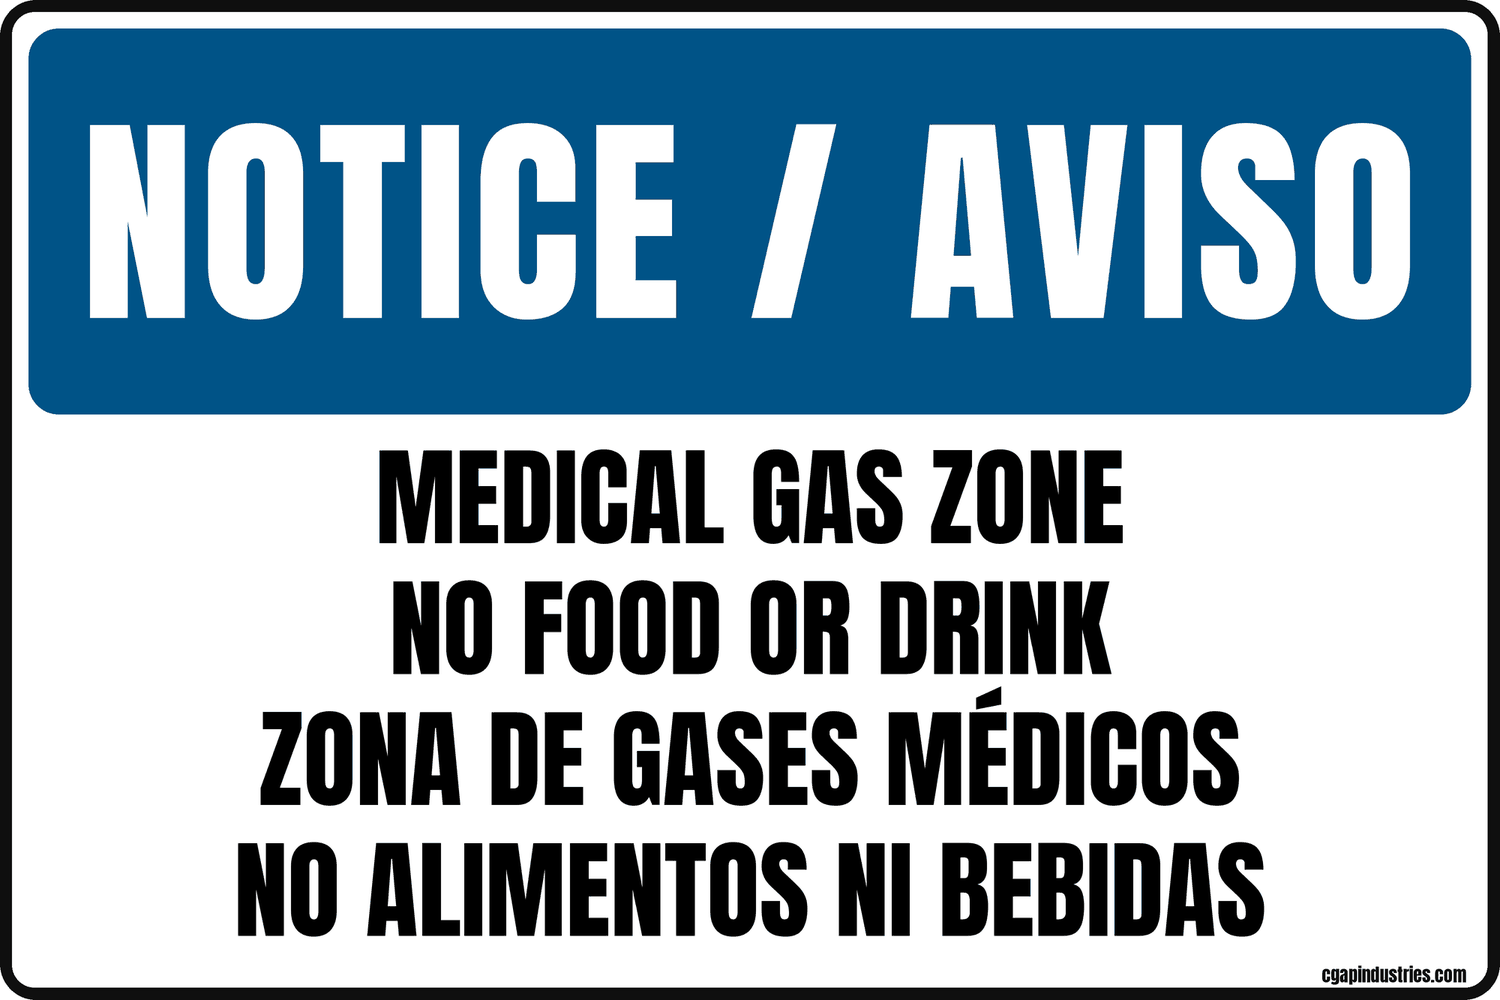 NOTICE / AVISO
MEDICAL GAS ZONE
NO FOOD OR DRINK
ZONA DE GASES MÉDICOS
NO ALIMENTOS NI BEBIDAS
cgapindustries.com